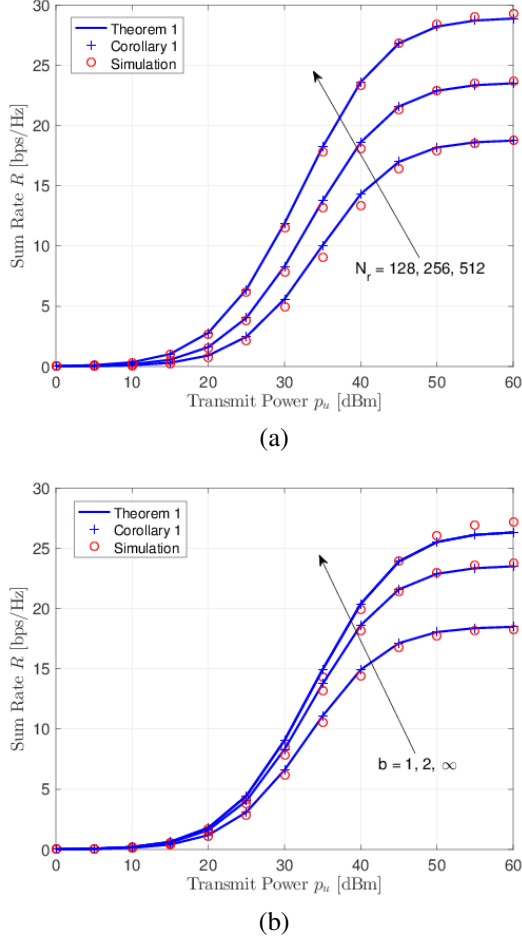 30
25
20
15
10
5
0
Sum Rate R [bps/Hz]
Theorem 1
Corollary 1
Simulation
N_r = 128, 256, 512
0 10 20 30 40 50 60
Transmit Power p_u [dBm]
(a)
30
25
20
15
10
5
0
Sum Rate R [bps/Hz]
Theorem 1
Corollary 1
Simulation
b = 1, 2, ∞
0 10 20 30 40 50 60
Transmit Power p_u [dBm]
(b)